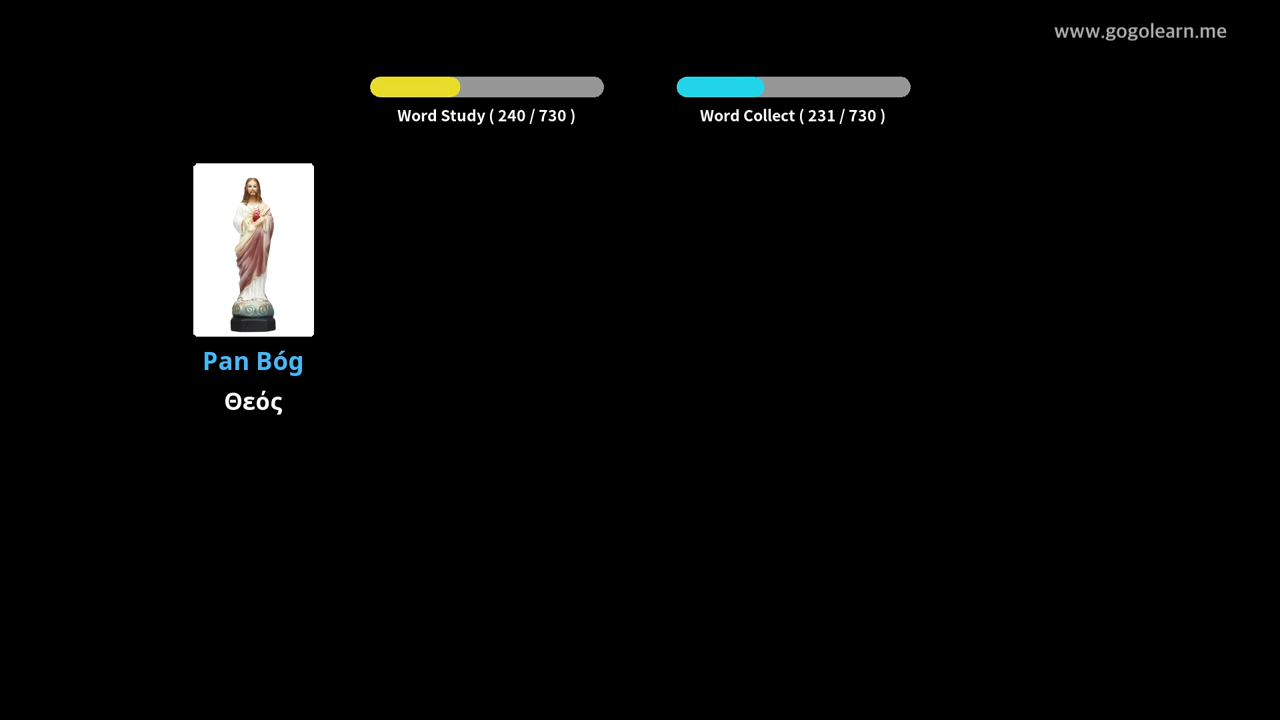 www.gogolearn.me
Word Study ( 240 / 730 )
Word Collect ( 231 / 730 )
Pan Bóg
Θεός